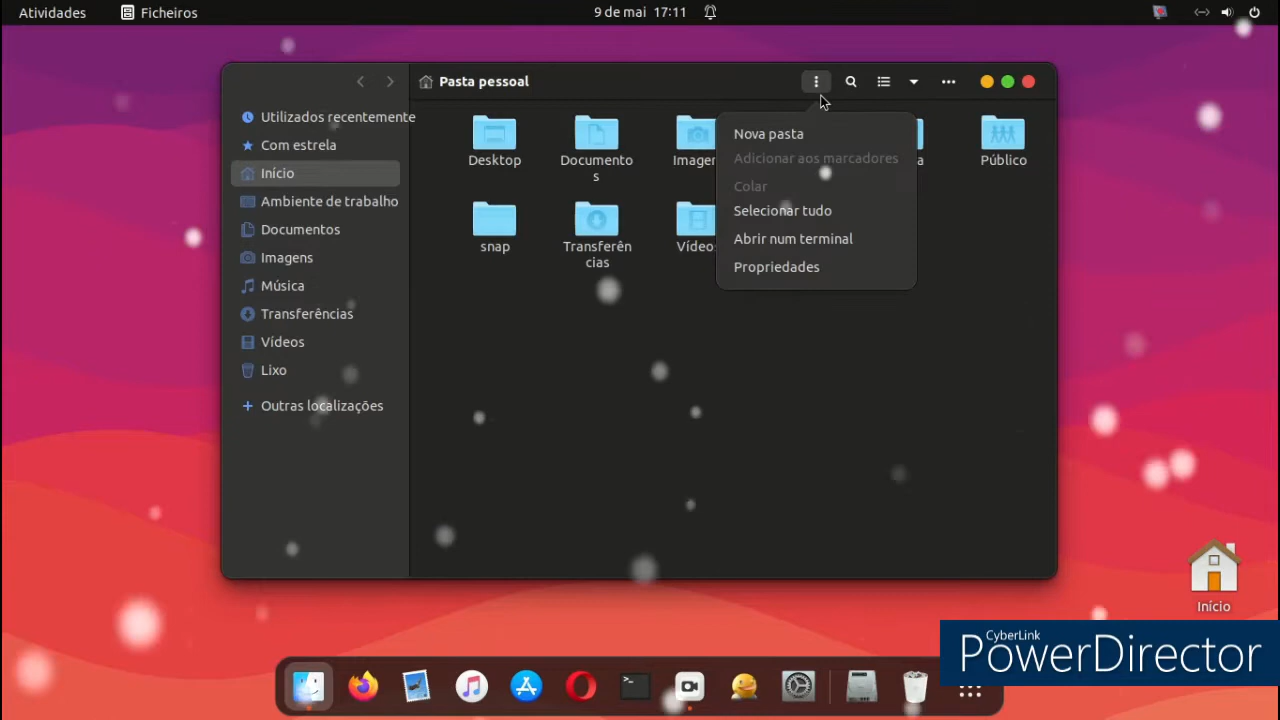 Atividades
Ficheiros
9 de mai 17:11
Pasta pessoal
Utilizados recentemente
Com estrela
Início
Ambiente de trabalho
Documentos
Imagens
Música
Transferências
Vídeos
Lixo
Outras localizações
Desktop
Documento
s
Imagen
a
Público
snap
Transferên
cias
Vídeos
Nova pasta
Adicionar aos marcadores
Colar
Selecionar tudo
Abrir num terminal
Propriedades
Início
CyberLink
PowerDirector